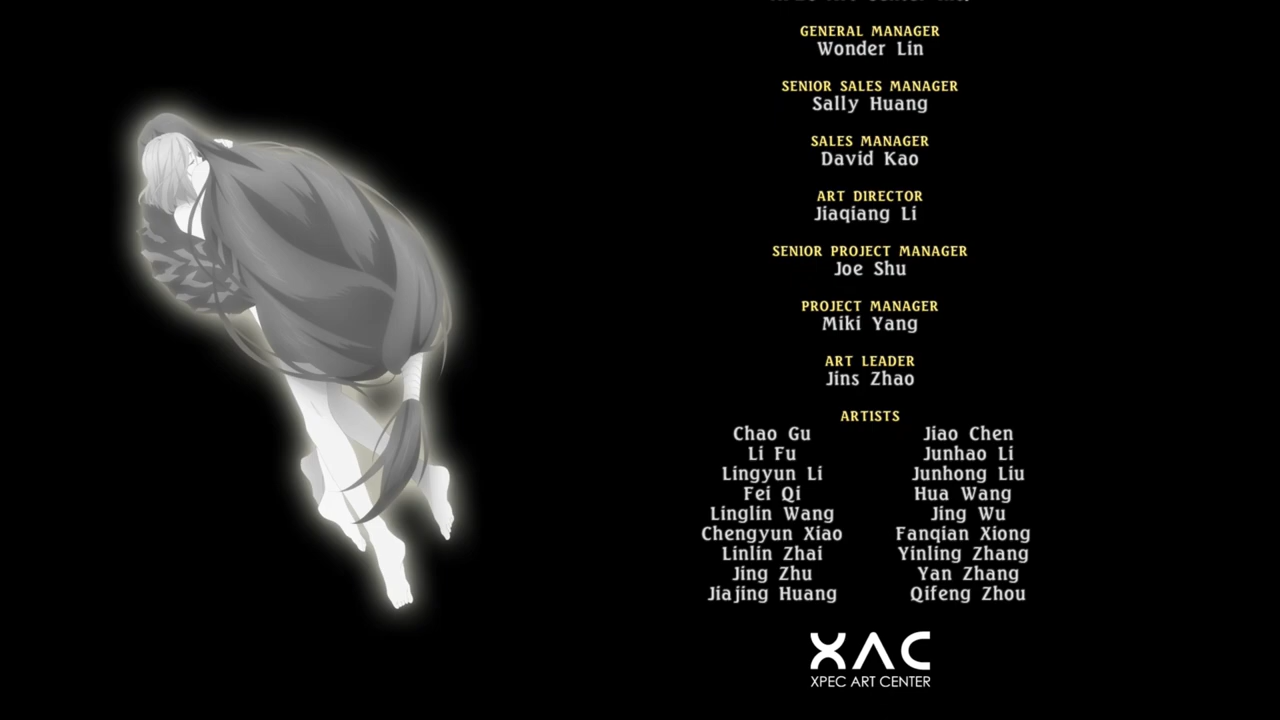 GENERAL MANAGER
Wonder Lin
SENIOR SALES MANAGER
Sally Huang
SALES MANAGER
David Kao
ART DIRECTOR
Jiaqiang Li
SENIOR PROJECT MANAGER
Joe Shu
PROJECT MANAGER
Miki Yang
ART LEADER
Jins Zhao
ARTISTS
Chao Gu Jiao Chen
Li Fu Junhao Li
Lingyun Li Junhong Liu
Fei Qi Hua Wang
Linglin Wang Jing Wu
Chengyun Xiao Fanqian Xiong
Linlin Zhai Yinling Zhang
Jing Zhu Yan Zhang
Jiajing Huang Qifeng Zhou
XAC
XPEC ART CENTER